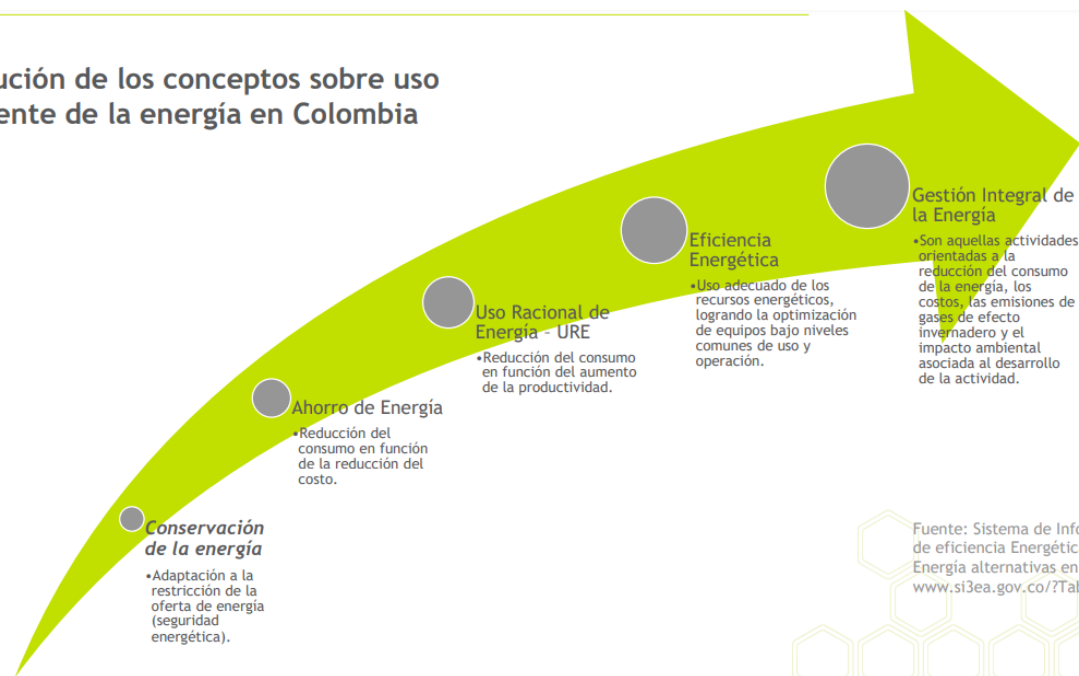 ución de los conceptos sobre uso
ente de la energía en Colombia
Gestión Integral de
la Energía
•Son aquellas actividades
orientadas a la
reducción del consumo
de la energía, los
costos, las emisiones de
gases de efecto
invernadero y el
impacto ambiental
asociada al desarrollo
de la actividad.
Eficiencia
Energética
•Uso adecuado de los
recursos energéticos,
logrando la optimización
de equipos bajo niveles
comunes de uso y
operación.
Uso Racional de
Energía – URE
•Reducción del consumo
en función del aumento
de la productividad.
Ahorro de Energía
•Reducción del
consumo en función
de la reducción del
costo.
Conservación
de la energía
•Adaptación a la
restricción de la
oferta de energía
(seguridad
energética).
Fuente: Sistema de Info
de eficiencia Energétic
Energía alternativas en
www.si3ea.gov.co/?Tab